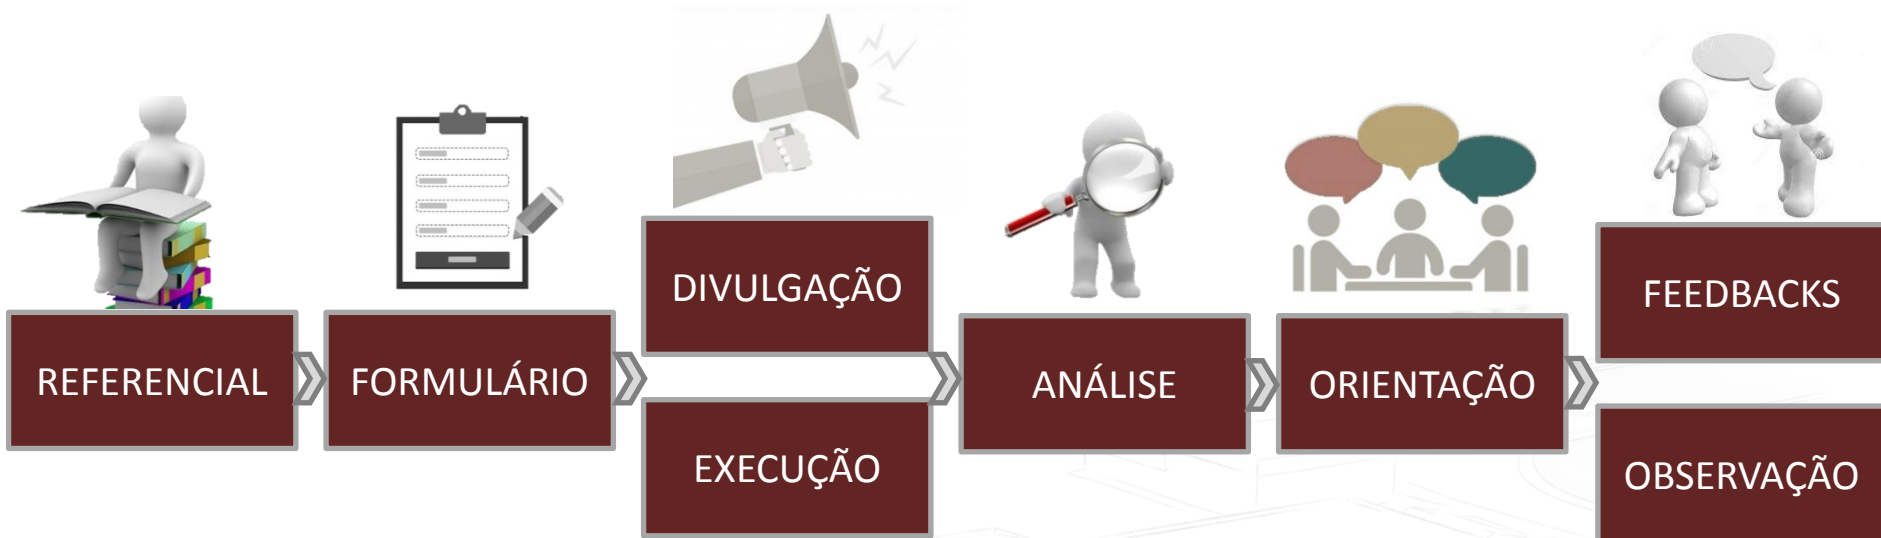 REFERENCIAL
FORMULÁRIO
DIVULGAÇÃO
EXECUÇÃO
ANÁLISE
ORIENTAÇÃO
FEEDBACKS
OBSERVAÇÃO